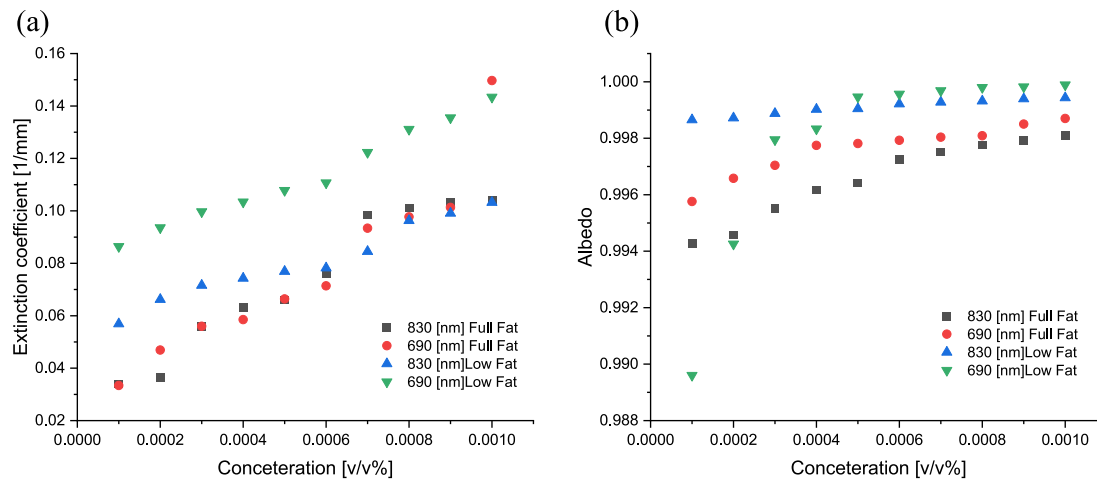 (a)
Extinction coefficient [1/mm]
0.16
0.14
0.12
0.10
0.08
0.06
0.04
0.02
0.0000 0.0002 0.0004 0.0006 0.0008 0.0010
Conceteration [v/v%]
830 [nm] Full Fat
690 [nm] Full Fat
830 [nm]Low Fat
690 [nm]Low Fat
(b)
Albedo
1.000
0.998
0.996
0.994
0.992
0.990
0.988
0.0000 0.0002 0.0004 0.0006 0.0008 0.0010
Conceteration [v/v%]
830 [nm] Full Fat
690 [nm] Full Fat
830 [nm]Low Fat
690 [nm]Low Fat